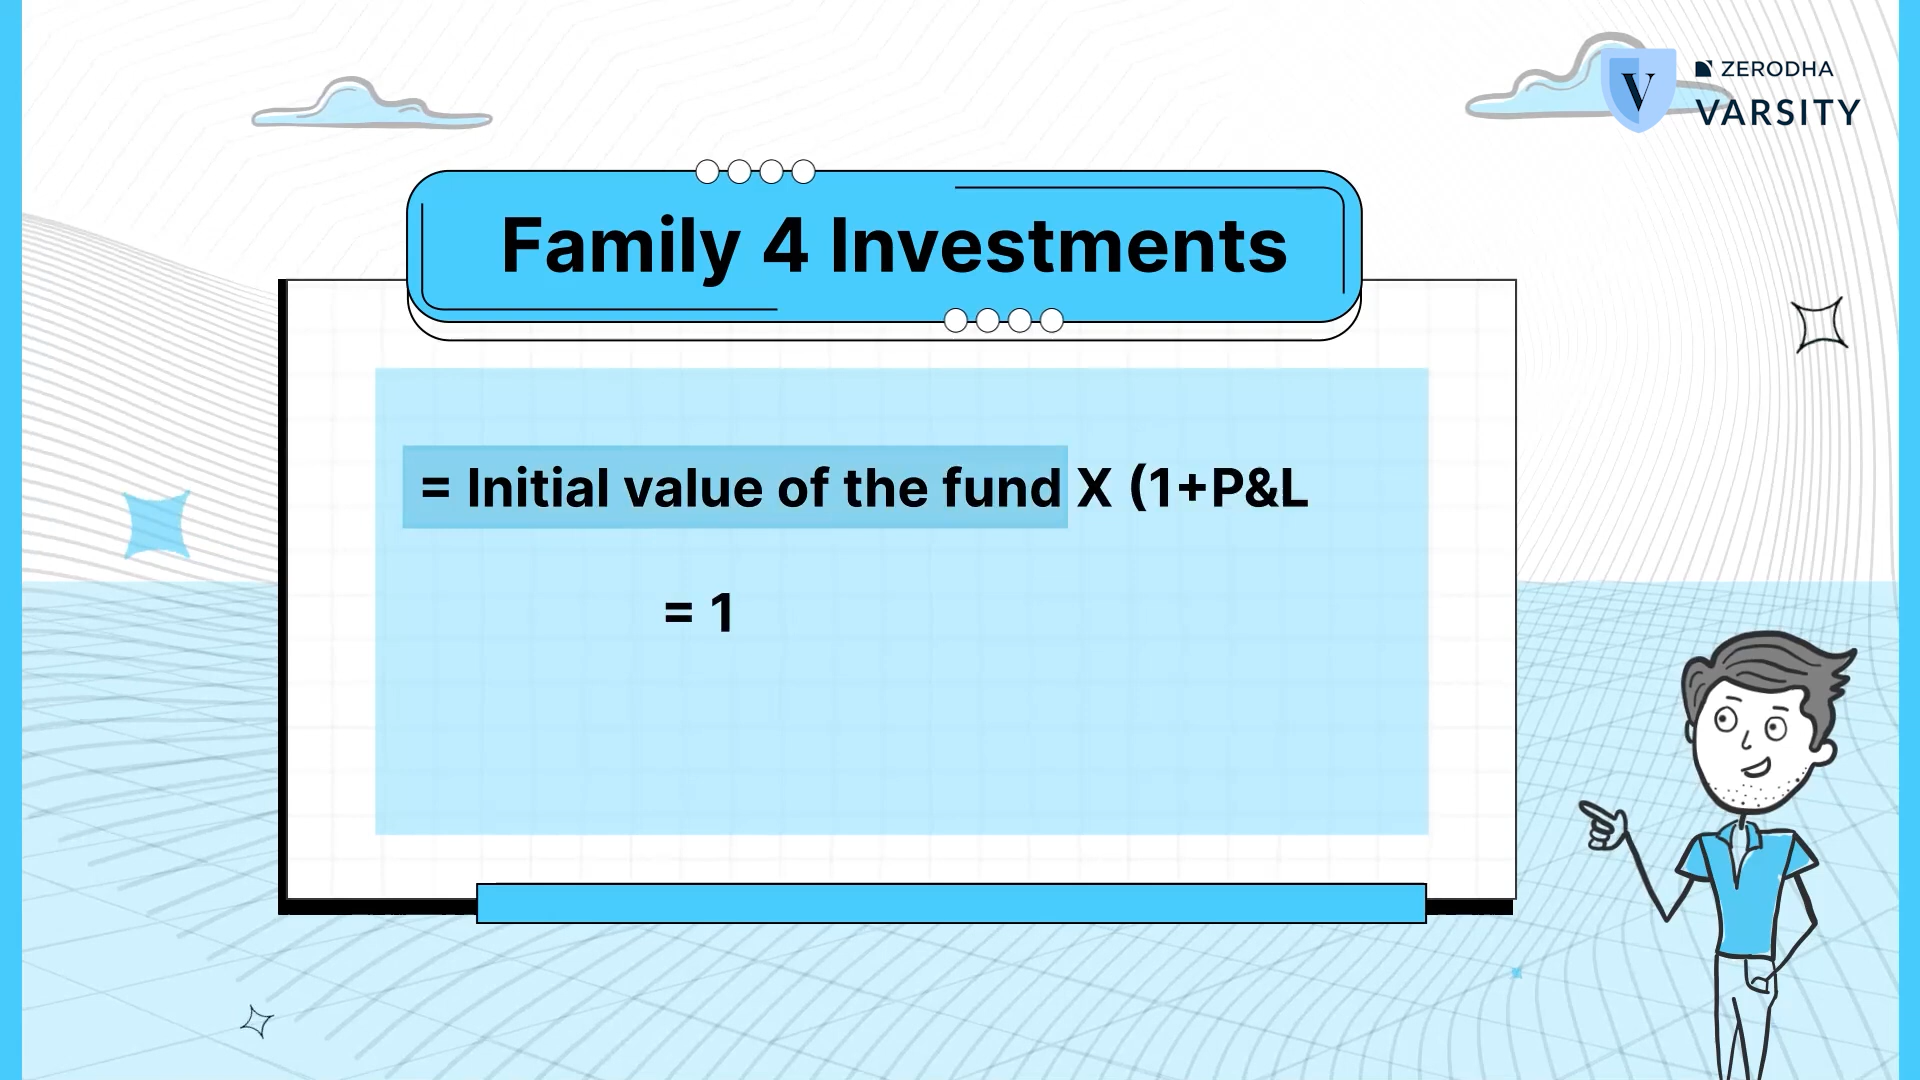 ZERODHA
VARSITY
V
Family 4 Investments
= Initial value of the fund X (1+P&L
= 1